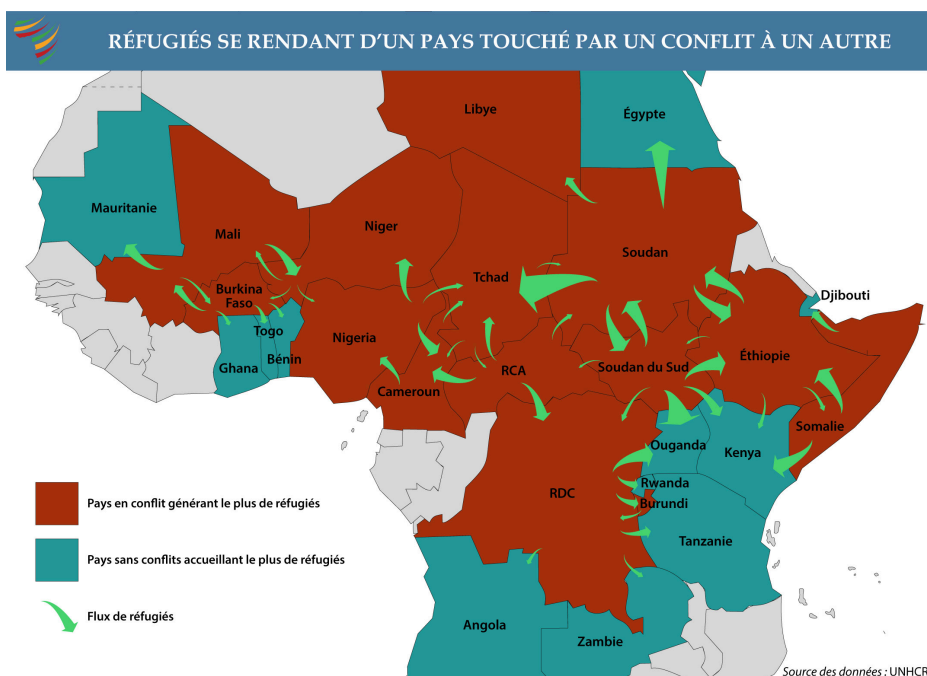 RÉFUGIÉS SE RENDANT D'UN PAYS TOUCHÉ PAR UN CONFLIT À UN AUTRE
Libye
Égypte
Mauritanie
Mali
Niger
Tchad
Soudan
Burkina
Faso
Djibouti
Togo
Nigeria
Bénin
Ghana
Éthiopie
RCA
Soudan du Sud
Cameroun
Somalie
Ouganda
Kenya
Rwanda
RDC
Burundi
Tanzanie
Angola
Zambie
Pays en conflit générant le plus de réfugiés
Pays sans conflits accueillant le plus de réfugiés
Flux de réfugiés
Source des données : UNHCR